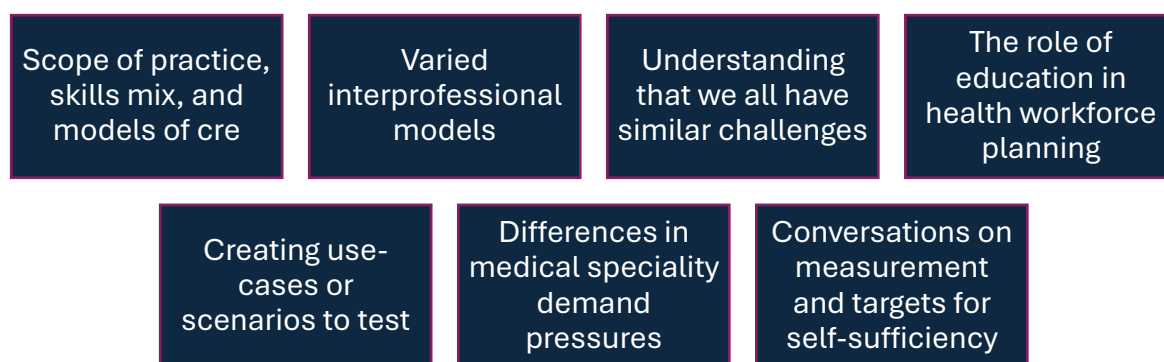 Scope of practice,
skills mix, and
models of cre
Varied
interprofessional
models
Understanding
that we all have
similar challenges
The role of
education in
health workforce
planning
Creating use-
cases or
scenarios to test
Differences in
medical speciality
demand
pressures
Conversations on
measurement
and targets for
self-sufficiency